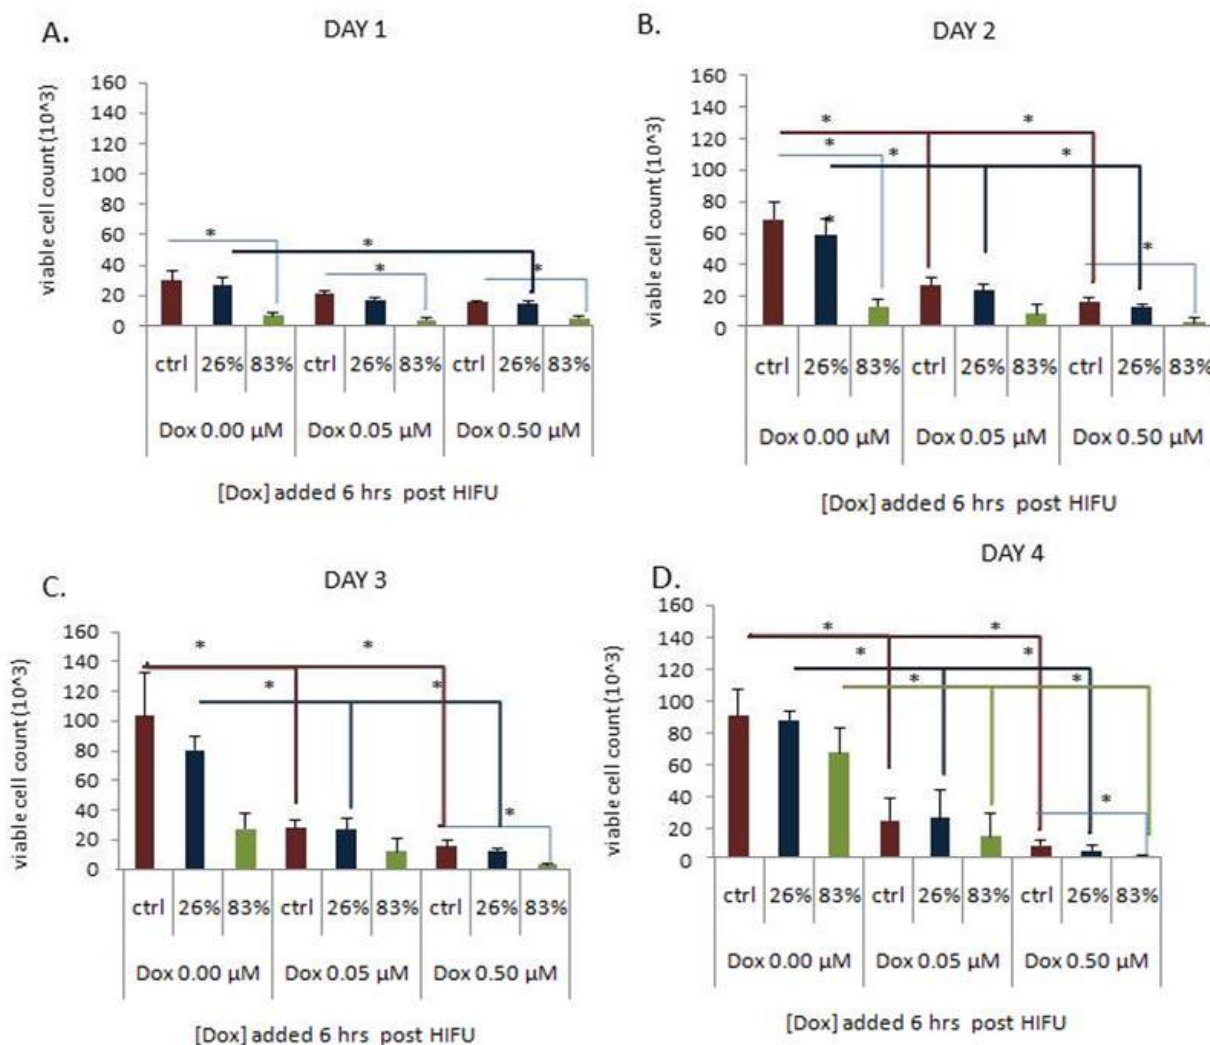 A.
DAY 1
viable cell count (10^3)
160
140
120
100
80
60
40
20
0
* * * *
ctrl 26% 83% ctrl 26% 83% ctrl 26% 83%
Dox 0.00 µM Dox 0.05 µM Dox 0.50 µM
[Dox] added 6 hrs post HIFU
B.
DAY 2
viable cell count (10^3)
160
140
120
100
80
60
40
20
0
* * * * * * *
ctrl 26% 83% ctrl 26% 83% ctrl 26% 83%
Dox 0.00 µM Dox 0.05 µM Dox 0.50 µM
[Dox] added 6 hrs post HIFU
C.
DAY 3
viable cell count (10^3)
160
140
120
100
80
60
40
20
0
* * * * *
ctrl 26% 83% ctrl 26% 83% ctrl 26% 83%
Dox 0.00 µM Dox 0.05 µM Dox 0.50 µM
[Dox] added 6 hrs post HIFU
D.
DAY 4
viable cell count (10^3)
160
140
120
100
80
60
40
20
0
* * * * * * *
ctrl 26% 83% ctrl 26% 83% ctrl 26% 83%
Dox 0.00 µM Dox 0.05 µM Dox 0.50 µM
[Dox] added 6 hrs post HIFU